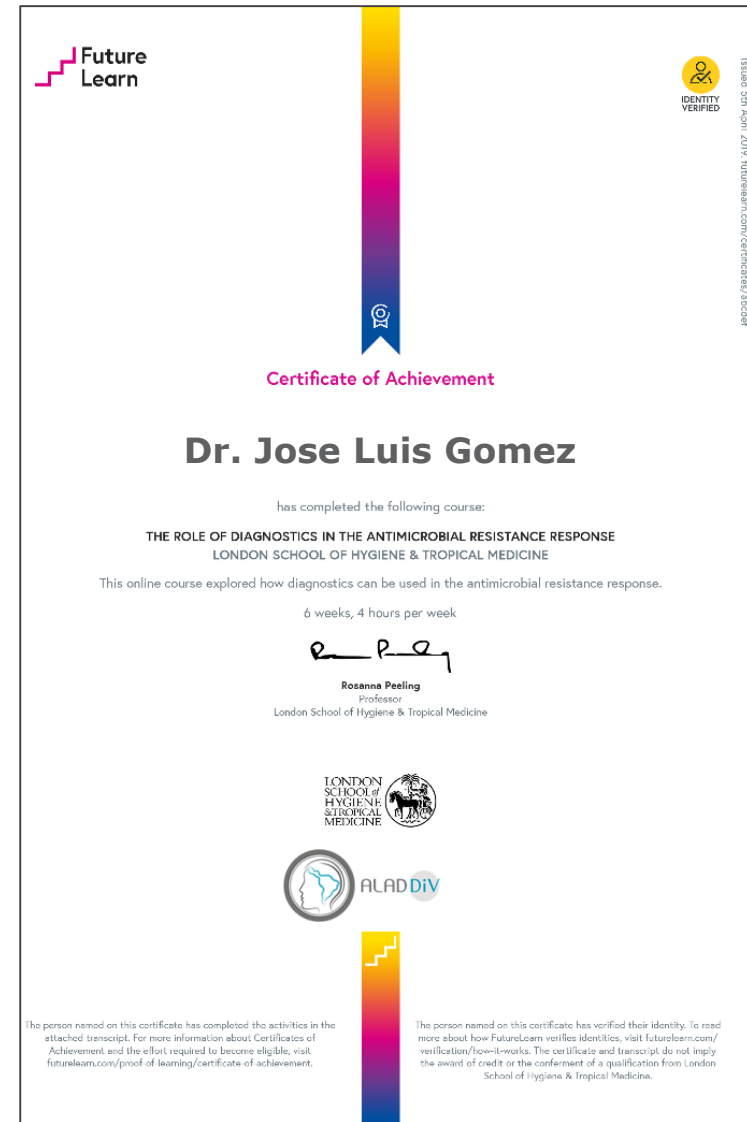 Future
Learn
IDENTITY
VERIFIED
Issued 5th April 2019. futurelearn.com/certificates/abcdef
Certificate of Achievement
Dr. Jose Luis Gomez
has completed the following course:
THE ROLE OF DIAGNOSTICS IN THE ANTIMICROBIAL RESISTANCE RESPONSE
LONDON SCHOOL OF HYGIENE & TROPICAL MEDICINE
This online course explored how diagnostics can be used in the antimicrobial resistance response.
6 weeks, 4 hours per week
Rosanna Peeling
Professor
London School of Hygiene & Tropical Medicine
LONDON
SCHOOL of
HYGIENE
&TROPICAL
MEDICINE
ALADDiV
The person named on this certificate has completed the activities in the
attached transcript. For more information about Certificates of
Achievement and the effort required to become eligible, visit
futurelearn.com/proof-of-learning/certificate-of-achievement.
The person named on this certificate has verified their identity. To read
more about how FutureLearn verifies identities, visit futurelearn.com/
verification/how-it-works. The certificate and transcript do not imply
the award of credit or the conferment of a qualification from London
School of Hygiene & Tropical Medicine.